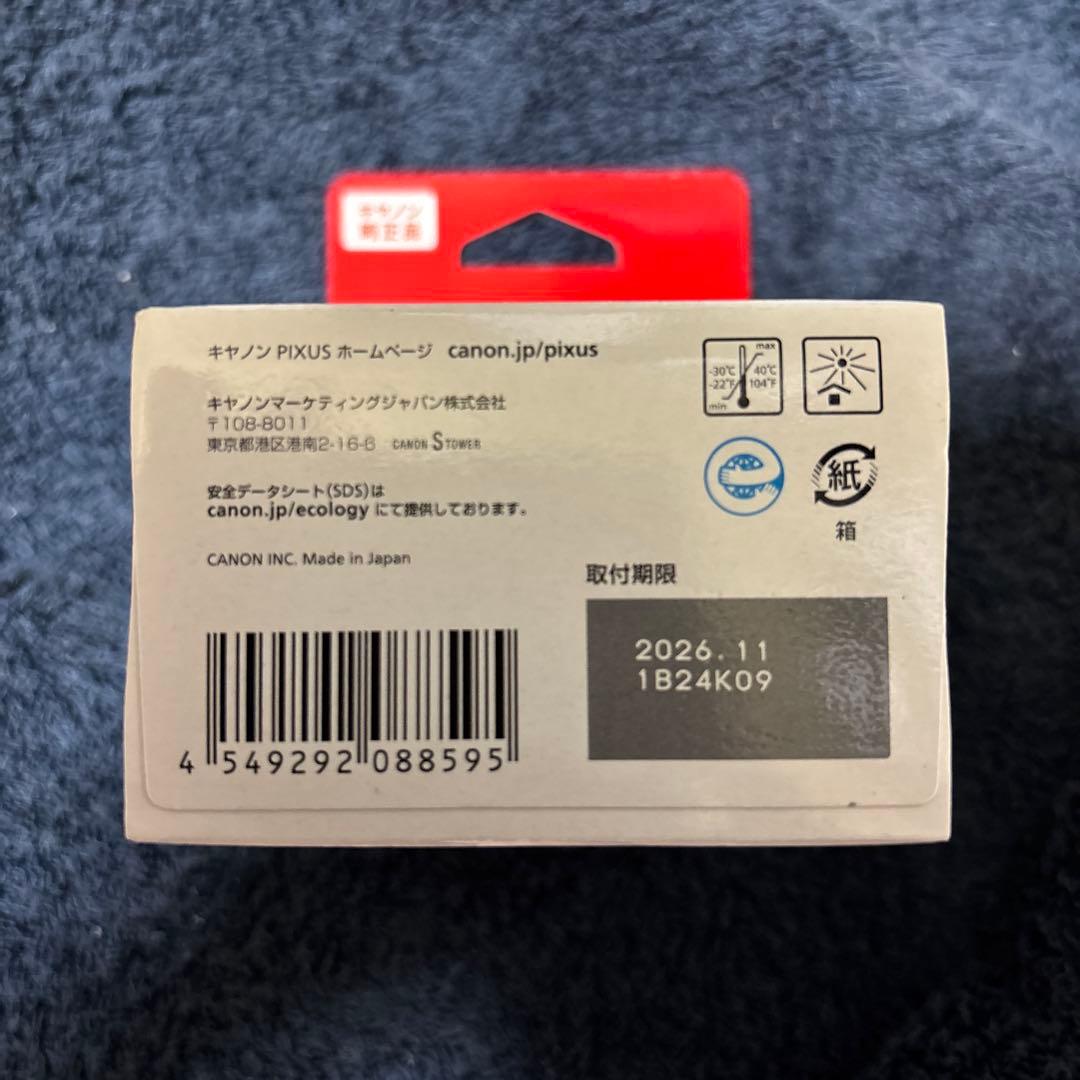 キヤノン
純正品
キヤノン PIXUS ホームページ canon.jp/pixus
キヤノンマーケティングジャパン株式会社
〒108-8011
東京都港区港南2-16-6 CANON S TOWER
安全データシート(SDS)は
canon.jp/ecology にて提供しております。
CANON INC. Made in Japan
max
-30℃ 40℃
-22℉ 104℉
min
紙
箱
取付期限
2026.11
1B24K09
4 549292 088595